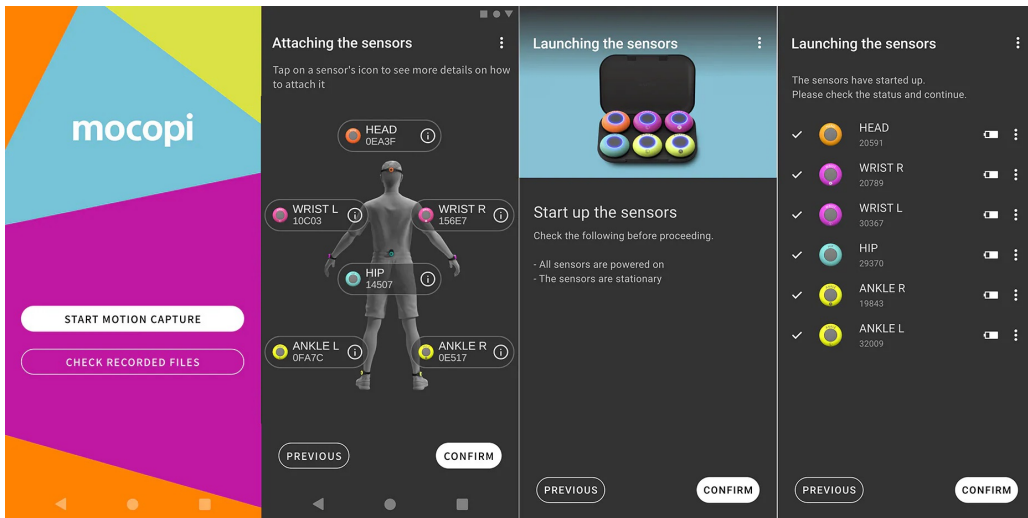 mocopi
START MOTION CAPTURE
CHECK RECORDED FILES
Attaching the sensors
Tap on a sensor's icon to see more details on how
to attach it
HEAD
0EA3F
WRIST L
10C03
WRIST R
156E7
HIP
14507
ANKLE L
0FA7C
ANKLE R
0E517
PREVIOUS
CONFIRM
Launching the sensors
Start up the sensors
Check the following before proceeding.
- All sensors are powered on
- The sensors are stationary
PREVIOUS
CONFIRM
Launching the sensors
The sensors have started up.
Please check the status and continue.
HEAD
20591
WRIST R
20789
WRIST L
30367
HIP
29370
ANKLE R
19843
ANKLE L
32009
PREVIOUS
CONFIRM